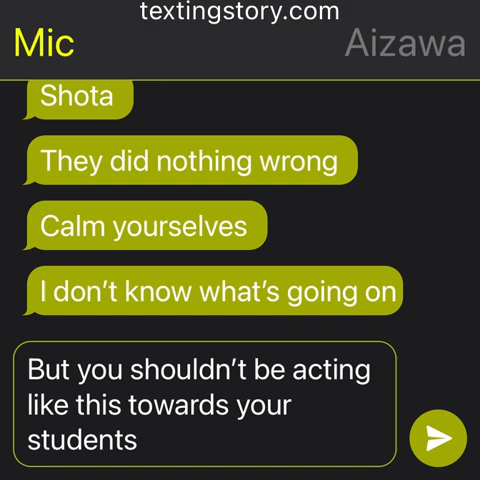 textingstory.com
Mic
Aizawa
Shota
They did nothing wrong
Calm yourselves
I don’t know what’s going on
But you shouldn’t be acting
like this towards your
students